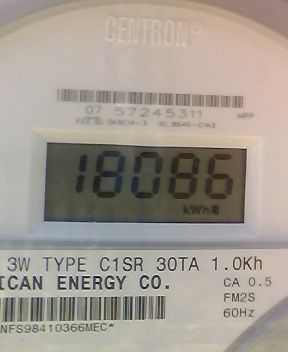 CENTRON®
07 57245311
HPP
18086
kWh
3W TYPE C1SR 30TA 1.0Kh
ICAN ENERGY CO.
CA 0.5
FM2S
60Hz
NFS98410366MEC*